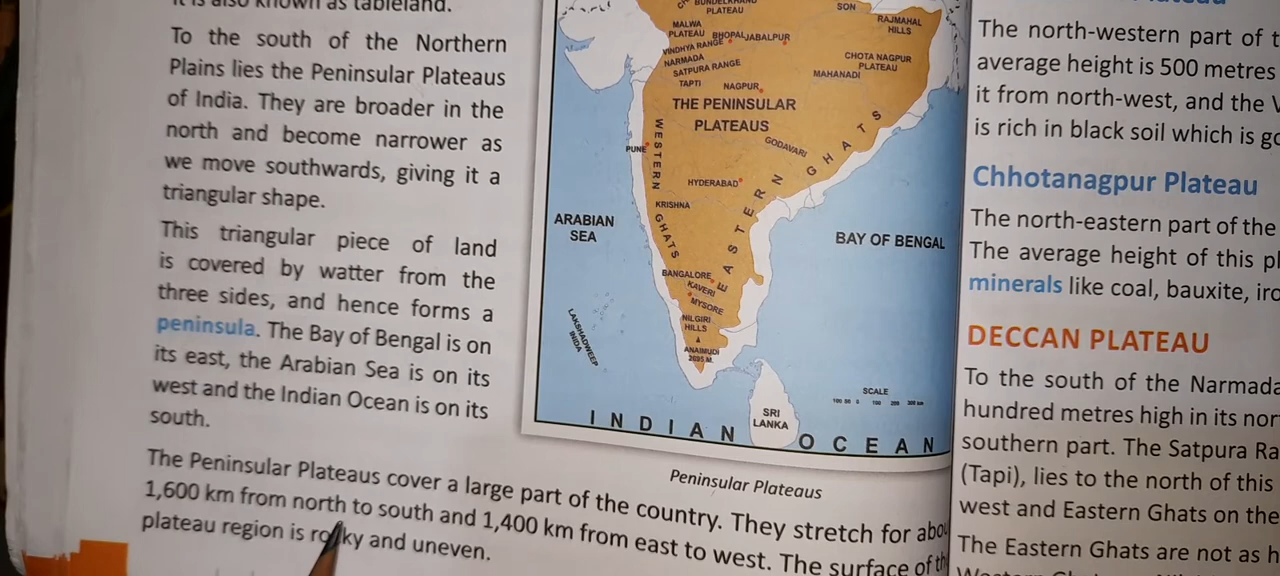 It is also known as tableland.
To the south of the Northern
Plains lies the Peninsular Plateaus
of India. They are broader in the
north and become narrower as
we move southwards, giving it a
triangular shape.
This triangular piece of land
is covered by watter from the
three sides, and hence forms a
peninsula. The Bay of Bengal is on
its east, the Arabian Sea is on its
west and the Indian Ocean is on its
south.
The Peninsular Plateaus cover a large part of the country. They stretch for
1,600 km from north to south and 1,400 km from east to west. The surface of
plateau region is rocky and uneven.
PLATEAU
SON
RAJMAHAL
HILLS
MALWA
PLATEAU
BHOPAL
JABALPUR
VINDHYA RANGE
NARMADA
SATPURA RANGE
TAPTI
NAGPUR
CHOTA NAGPUR
PLATEAU
MAHANADI
THE PENINSULAR
PLATEAUS
WESTERN GHATS
PUNE
GODAVARI
EASTERN GHATS
HYDERABAD
KRISHNA
ARABIAN
SEA
BAY OF BENGAL
BANGALORE
KAVERI
MYSORE
NILGIRI
HILLS
ANAIMUDI
2695 M.
LAKSHADWEEP
INIDA
SCALE
SRI
LANKA
INDIAN OCEAN
Peninsular Plateaus
The north-western part of
average height is 500 metres
it from north-west, and the
is rich in black soil which is
Chhotanagpur Plateau
The north-eastern part of the
The average height of this
minerals like coal, bauxite,
DECCAN PLATEAU
To the south of the Narmada
hundred metres high in its
southern part. The Satpura
(Tapi), lies to the north of this
west and Eastern Ghats on the
The Eastern Ghats are not as